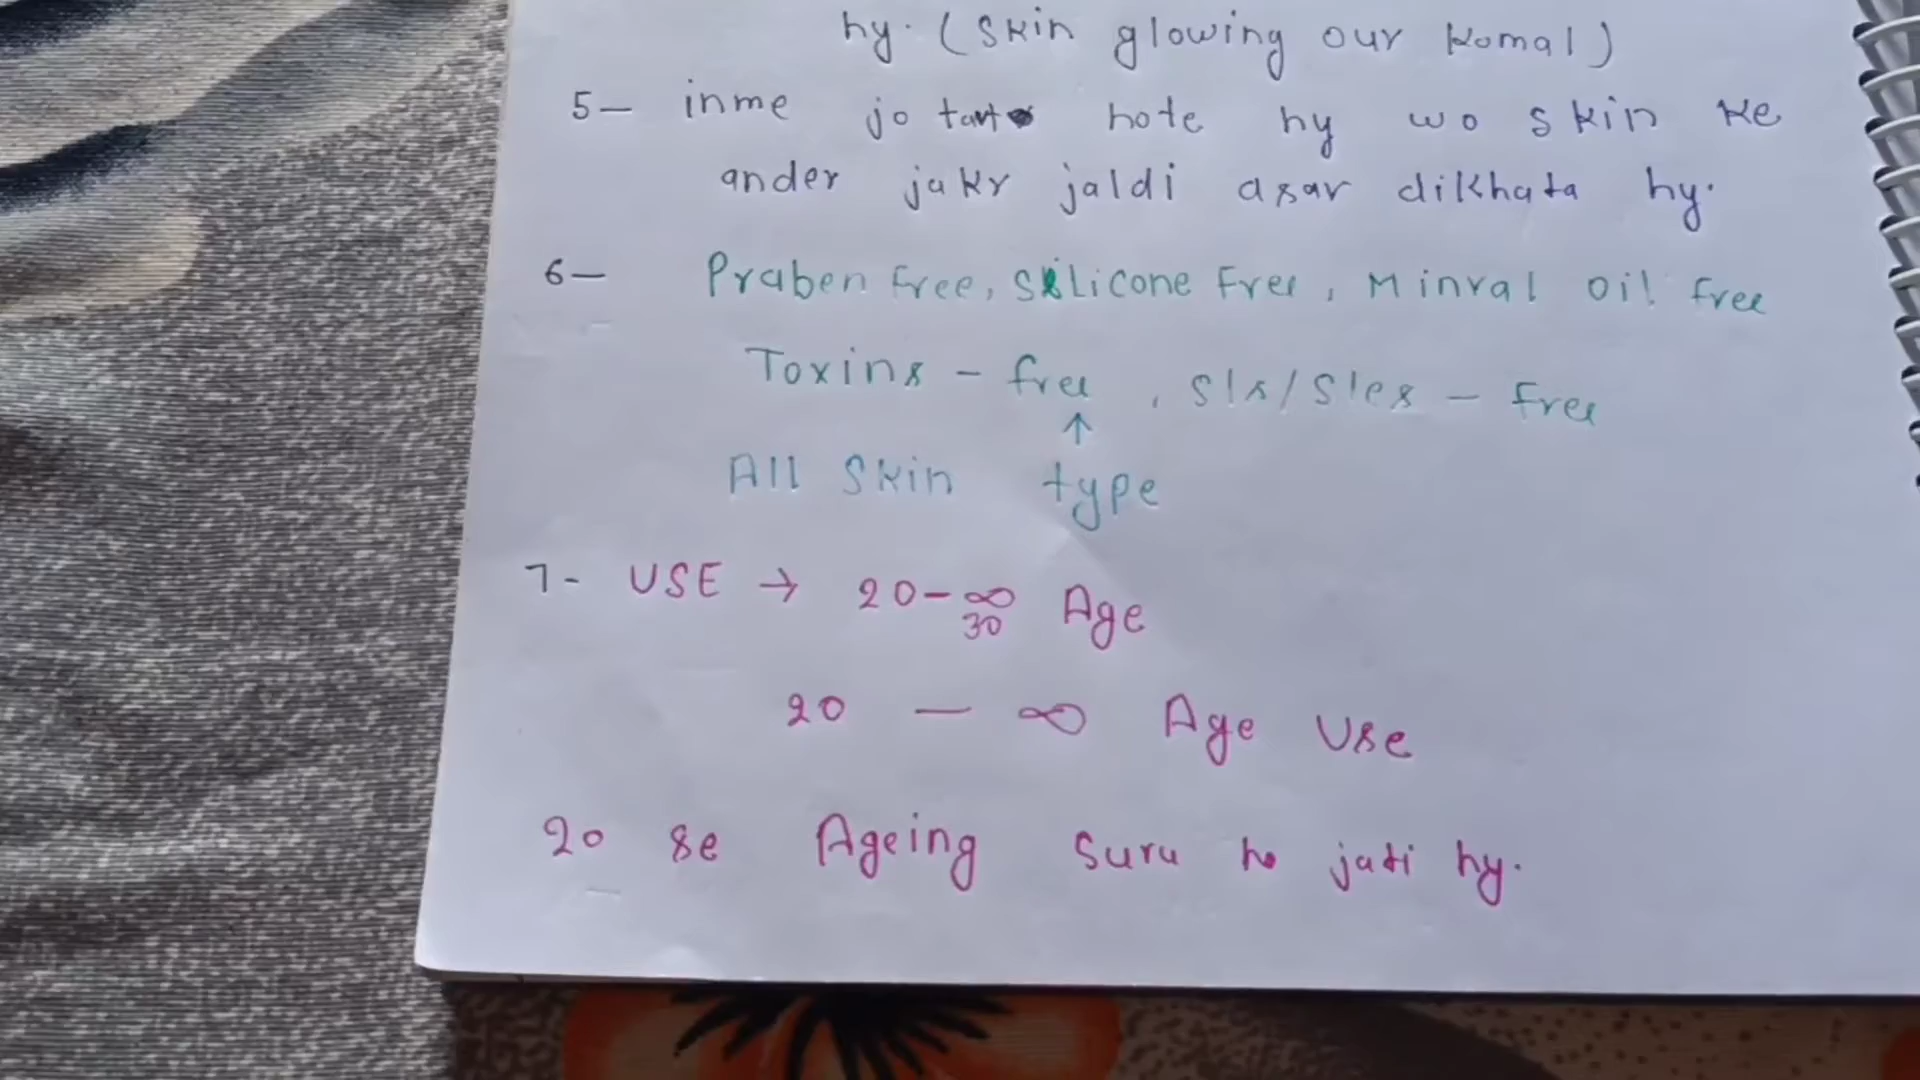 hy. (skin glowing our komal)
5- inme jo tart hote hy wo skin ke
ander jakr jaldi asar dikhata hy.
6- Praben free, Silicone Free, Minral oil free
Toxins - free, Sls/Sles - free
↑
All skin type
7- USE → 20-∞ Age
30
20 - ∞ Age Use
20 se Ageing Suru ho jati hy.